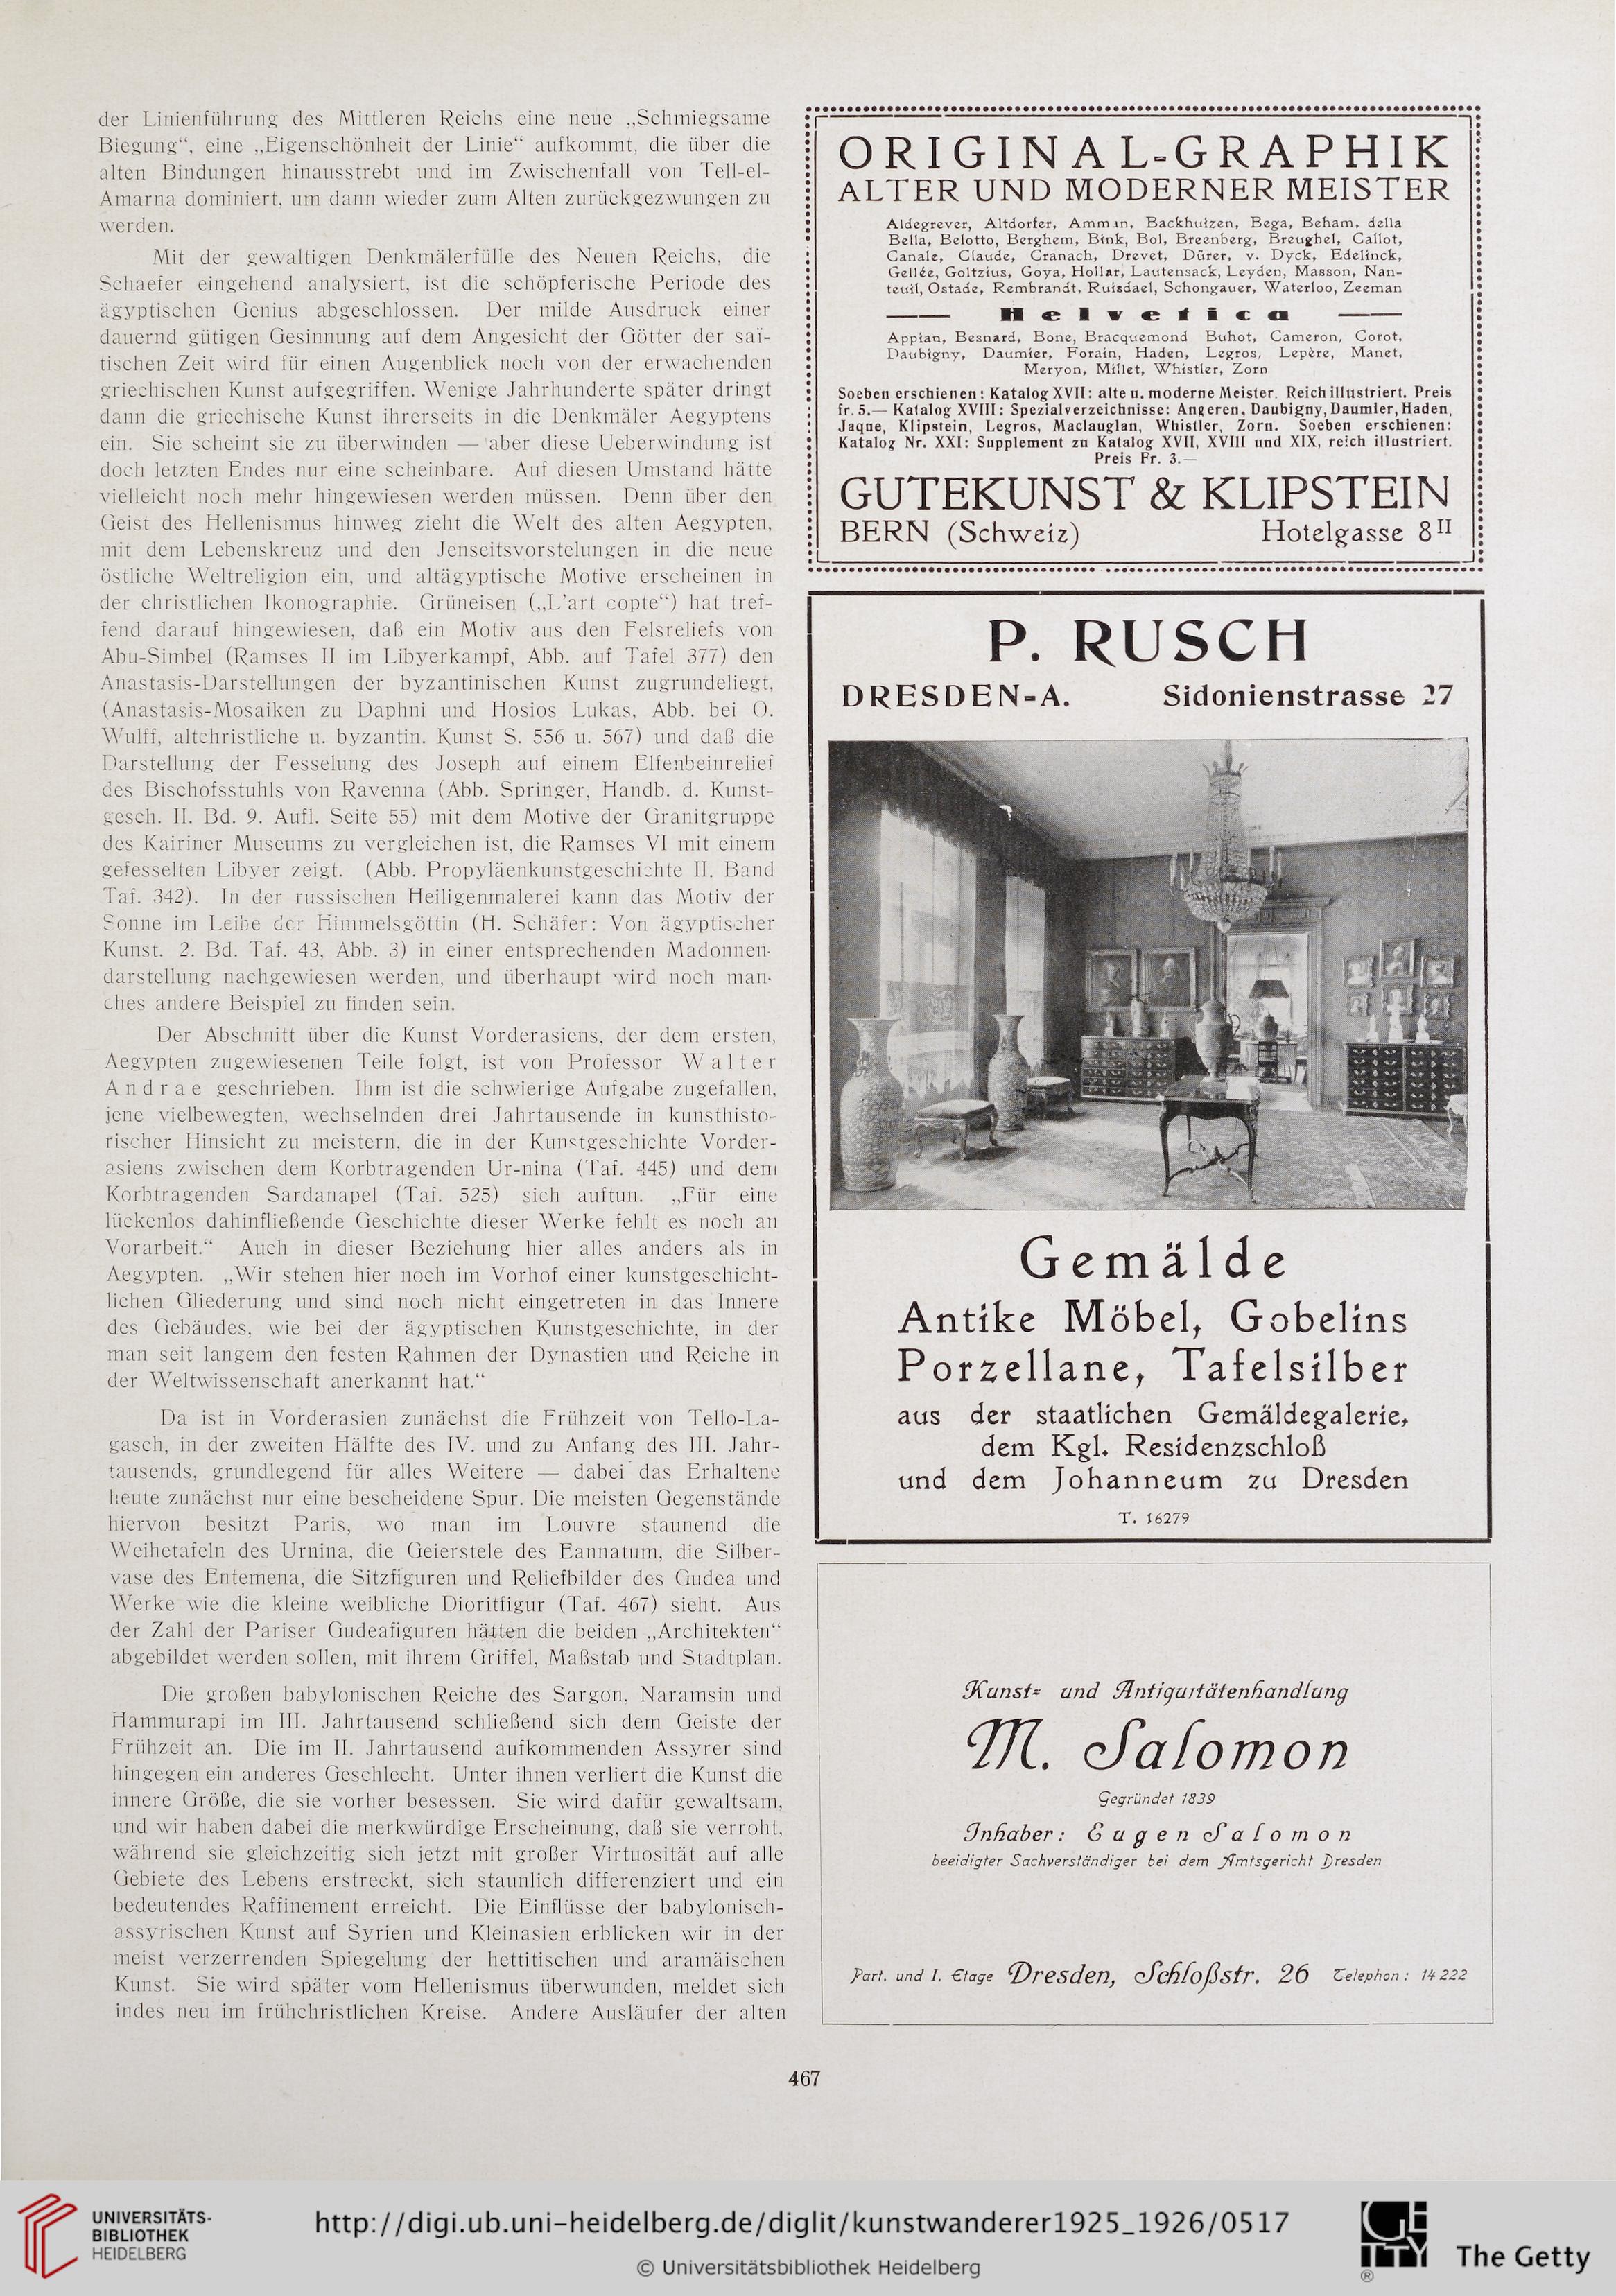 der Linienführung des Mittleren Reichs eine neue „Schmiegsame
Biegung“, eine „Eigenschönheit der Linie“ aufkommt, die über die
alten Bindungen hinausstrebt und im Zwischenfall von Tell-el-
Amarna dominiert, um dann wieder zum Alten zurückgezwungen zu
werden.
Mit der gewaltigen Denkmälerfülle des Neuen Reichs, die
Schaefer eingehend analysiert, ist die schöpferische Periode des
ägyptischen Genius abgeschlossen. Der milde Ausdruck einer
dauernd gütigen Gesinnung auf dem Angesicht der Götter der saï-
tischen Zeit wird für einen Augenblick noch von der erwachenden
griechischen Kunst aufgegriffen. Wenige Jahrhunderte später dringt
dann die griechische Kunst ihrerseits in die Denkmäler Aegyptens
ein. Sie scheint sie zu überwinden — aber diese Ueberwindung ist
doch letzten Endes nur eine scheinbare. Auf diesen Umstand hätte
vielleicht noch mehr hingewiesen werden müssen. Denn über den
Geist des Hellenismus hinweg zieht die Welt des alten Aegypten,
mit dem Lebenskreuz und den Jenseitsvorstelungen in die neue
östliche Weltreligion ein, und altägyptische Motive erscheinen in
der christlichen Ikonographie. Grüneisen („L’art copte“) hat tref-
fend darauf hingewiesen, daß ein Motiv aus den Felsreliefs von
Abu-Simbel (Ramses II im Libyerkampf, Abb. auf Tafel 377) den
Anastasis-Darstellungen der byzantinischen Kunst zugrundeliegt,
(Anastasis-Mosaiken zu Daphni und Hosios Lukas, Abb. bei O.
Wulff, altchristliche u. byzantin. Kunst S. 556 u. 567) und daß die
Darstellung der Fesselung des Joseph auf einem Elfenbeinrelief
des Bischofsstuhls von Ravenna (Abb. Springer, Handb. d. Kunst-
gesch. II. Bd. 9. Aufl. Seite 55) mit dem Motive der Granitgruppe
des Kairiner Museums zu vergleichen ist, die Ramses VI mit einem
gefesselten Libyer zeigt. (Abb. Propyläenkunstgeschichte II. Band
Taf. 342). In der russischen Heiligenmalerei kann das Motiv der
Sonne im Leibe der Himmelsgöttin (H. Schäfer: Von ägyptischer
Kunst. 2. Bd. Taf. 43, Abb. 3) in einer entsprechenden Madonnen-
darstellung nachgewiesen werden, und überhaupt wird noch man-
ches andere Beispiel zu finden sein.
Der Abschnitt über die Kunst Vorderasiens, der dem ersten,
Aegypten zugewiesenen Teile folgt, ist von Professor Walter
Andrae geschrieben. Ihm ist die schwierige Aufgabe zugefallen,
jene vielbewegten, wechselnden drei Jahrtausende in kunsthisto-
rischer Hinsicht zu meistern, die in der Kunstgeschichte Vorder-
asiens zwischen dem Korbtragenden Ur-nina (Taf. 445) und dem
Korbtragenden Sardanapel (Taf. 525) sich auftun. „Für eine
lückenlos dahinfließende Geschichte dieser Werke fehlt es noch an
Vorarbeit.“ Auch in dieser Beziehung hier alles anders als in
Aegypten. „Wir stehen hier noch im Vorhof einer kunstgeschicht-
lichen Gliederung und sind noch nicht eingetreten in das Innere
des Gebäudes, wie bei der ägyptischen Kunstgeschichte, in der
man seit langem den festen Rahmen der Dynastien und Reiche in
der Weltwissenschaft anerkannt hat.“
Da ist in Vorderasien zunächst die Frühzeit von Tello-La-
gasch, in der zweiten Hälfte des IV. und zu Anfang des III. Jahr-
tausends, grundlegend für alles Weitere — dabei das Erhaltene
heute zunächst nur eine bescheidene Spur. Die meisten Gegenstände
hiervon besitzt Paris, wo man im Louvre staunend die
Weihetafeln des Urnina, die Geierstele des Eannatum, die Silber-
vase des Entemena, die Sitzfiguren und Reliefbilder des Gudea und
Werke wie die kleine weibliche Dioritfigur (Taf. 467) sieht. Aus
der Zahl der Pariser Gudeafiguren hätten die beiden „Architekten“
abgebildet werden sollen, mit ihrem Griffel, Maßstab und Stadtplan.
Die großen babylonischen Reiche des Sargon, Naramsin und
Hammurapi im III. Jahrtausend schließend sich dem Geiste der
Frühzeit an. Die im II. Jahrtausend aufkommenden Assyrer sind
hingegen ein anderes Geschlecht. Unter ihnen verliert die Kunst die
innere Größe, die sie vorher besessen. Sie wird dafür gewaltsam,
und wir haben dabei die merkwürdige Erscheinung, daß sie verroht,
während sie gleichzeitig sich jetzt mit großer Virtuosität auf alle
Gebiete des Lebens erstreckt, sich staunlich differenziert und ein
bedeutendes Raffinement erreicht. Die Einflüsse der babylonisch-
assyrischen Kunst auf Syrien und Kleinasien erblicken wir in der
meist verzerrenden Spiegelung der hettitischen und aramäischen
Kunst. Sie wird später vom Hellenismus überwunden, meldet sich
indes neu im frühchristlichen Kreise. Andere Ausläufer der alten
ORIGINAL-GRAPHIK
ALTER UND MODERNER MEISTER
Aldegrever, Altdorfer, Amman, Backhuizen, Bega, Beham, della
Bella, Belotto, Berghem, Bink, Bol, Breenberg, Breughel, Callot,
Canale, Claude, Cranach, Drevet, Dürer, v. Dyck, Edelinck,
Gellée, Goltzius, Goya, Hollar, Lautensack, Leyden, Masson, Nan-
teuil, Ostade, Rembrandt, Ruisdael, Schongauer, Waterloo, Zeeman
Helvetica
Appian, Besnard, Bone, Bracquemond Buhot, Cameron, Corot,
Daubigny, Daumier, Forain, Haden, Legros, Lepère, Manet,
Meryon, Millet, Whistler, Zorn
Soeben erschienen: Katalog XVII: alte u. moderne Meister. Reich illustriert. Preis
fr. 5.— Katalog XVIII: Spezialverzeichnisse: Angeren, Daubigny, Daumier, Haden,
Jaque, Klipstein, Legros, Maclauglan, Whistler, Zorn. Soeben erschienen:
Katalog Nr. XXI: Supplement zu Katalog XVII, XVIII und XIX, reich illustriert.
Preis Fr. 3.—
GUTEKUNST & KLIPSTEIN
BERN (Schweiz) Hotelgasse 8II
P. RUSCH
DRESDEN-A. Sidonienstrasse 27
Gemälde
Antike Möbel, Gobelins
Porzellane, Tafelsilber
aus der staatlichen Gemäldegalerie,
dem Kgl. Residenzschloß
und dem Johanneum zu Dresden
T. 16279
Kunst- und Antiquitätenhandlung
M. Salomon
Gegründet 1839
Inhaber: Eugen Salomon
beeidigter Sachverständiger bei dem Amtsgericht Dresden
Part. und I. Etage Dresden, Schloßstr. 26 Telephon: 14222
467
UNIVERSITÄTS-
BIBLIOTHEK
HEIDELBERG
http://digi.ub.uni-heidelberg.de/diglit/kunstwanderer1925_1926/0517
© Universitätsbibliothek Heidelberg
GETTY
®
The Getty